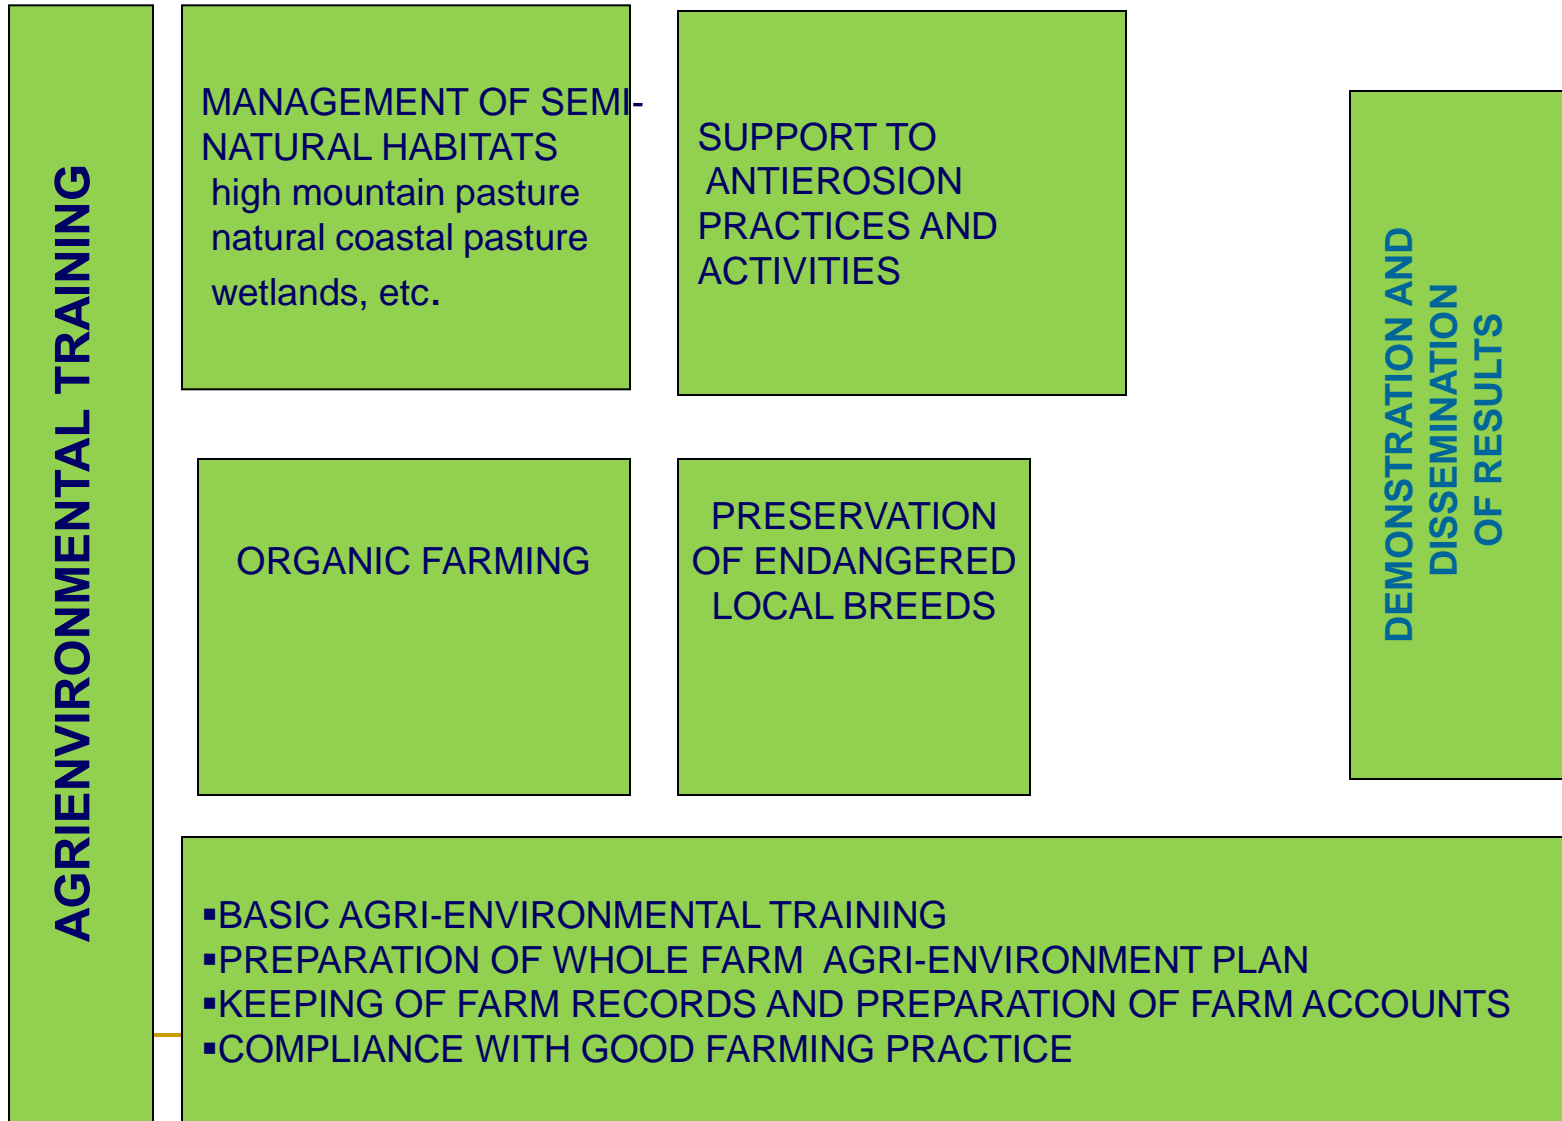 AGRIENVIRONMENTAL TRAINING
MANAGEMENT OF SEMI-
NATURAL HABITATS
high mountain pasture
natural coastal pasture
wetlands, etc.
SUPPORT TO
ANTIEROSION
PRACTICES AND
ACTIVITIES
ORGANIC FARMING
PRESERVATION
OF ENDANGERED
LOCAL BREEDS
DEMONSTRATION AND
DISSEMINATION
OF RESULTS
▪BASIC AGRI-ENVIRONMENTAL TRAINING
▪PREPARATION OF WHOLE FARM AGRI-ENVIRONMENT PLAN
▪KEEPING OF FARM RECORDS AND PREPARATION OF FARM ACCOUNTS
▪COMPLIANCE WITH GOOD FARMING PRACTICE